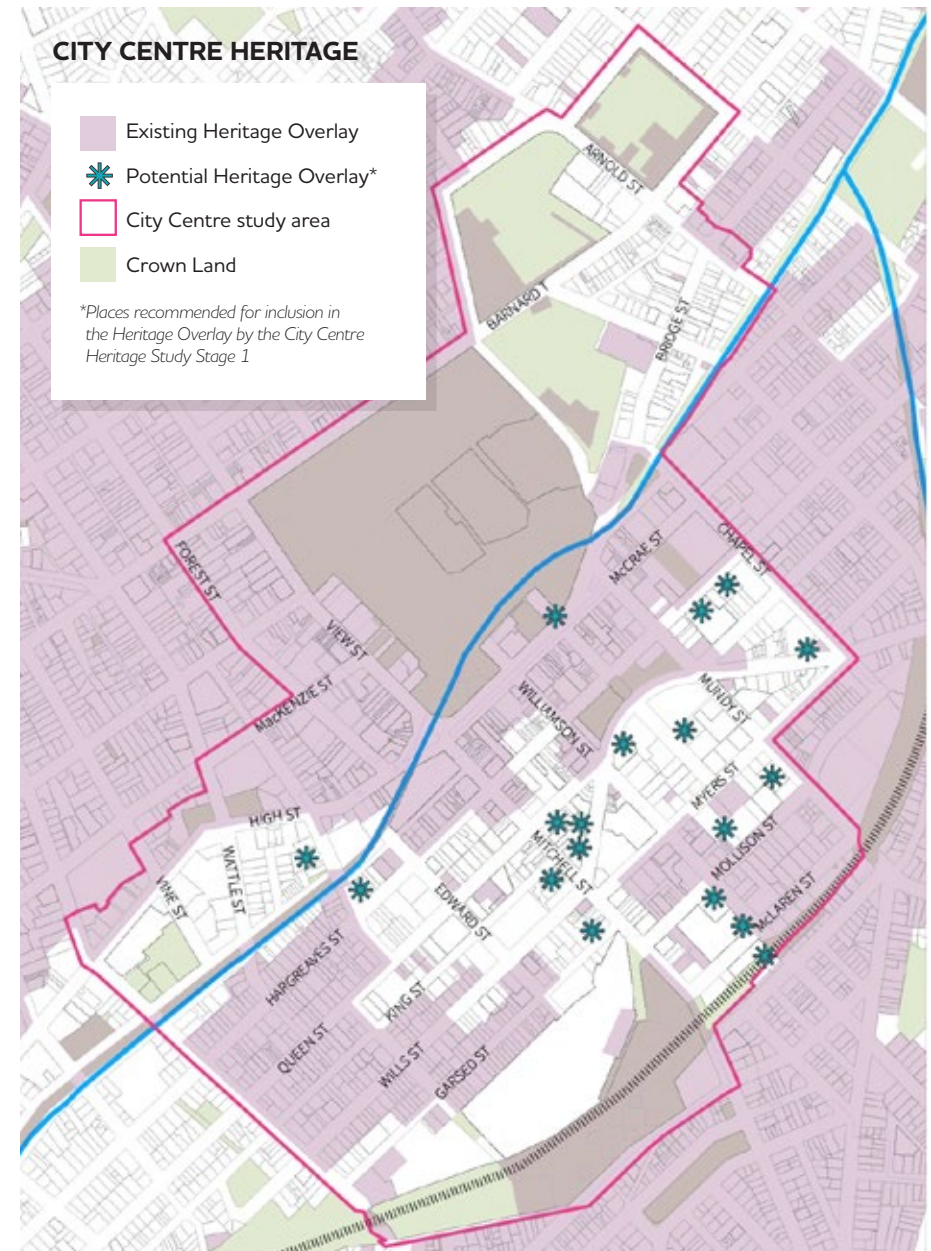 CITY CENTRE HERITAGE
Existing Heritage Overlay
Potential Heritage Overlay*
City Centre study area
Crown Land
*Places recommended for inclusion in
the Heritage Overlay by the City Centre
Heritage Study Stage 1
ARNOLD ST
BARNARD T
BRIDGE ST
CHAPEL ST
McCRAE ST
FOREST ST
VIEW ST
MacKENZIE ST
WILLIAMSON ST
MUNDY ST
MYERS ST
HIGH ST
MOLLISON ST
MITCHELL ST
WATTLE ST
VINE ST
EDWARD ST
McLAREN ST
HARGREAVES ST
KING ST
QUEEN ST
WILLS ST
GARSED ST